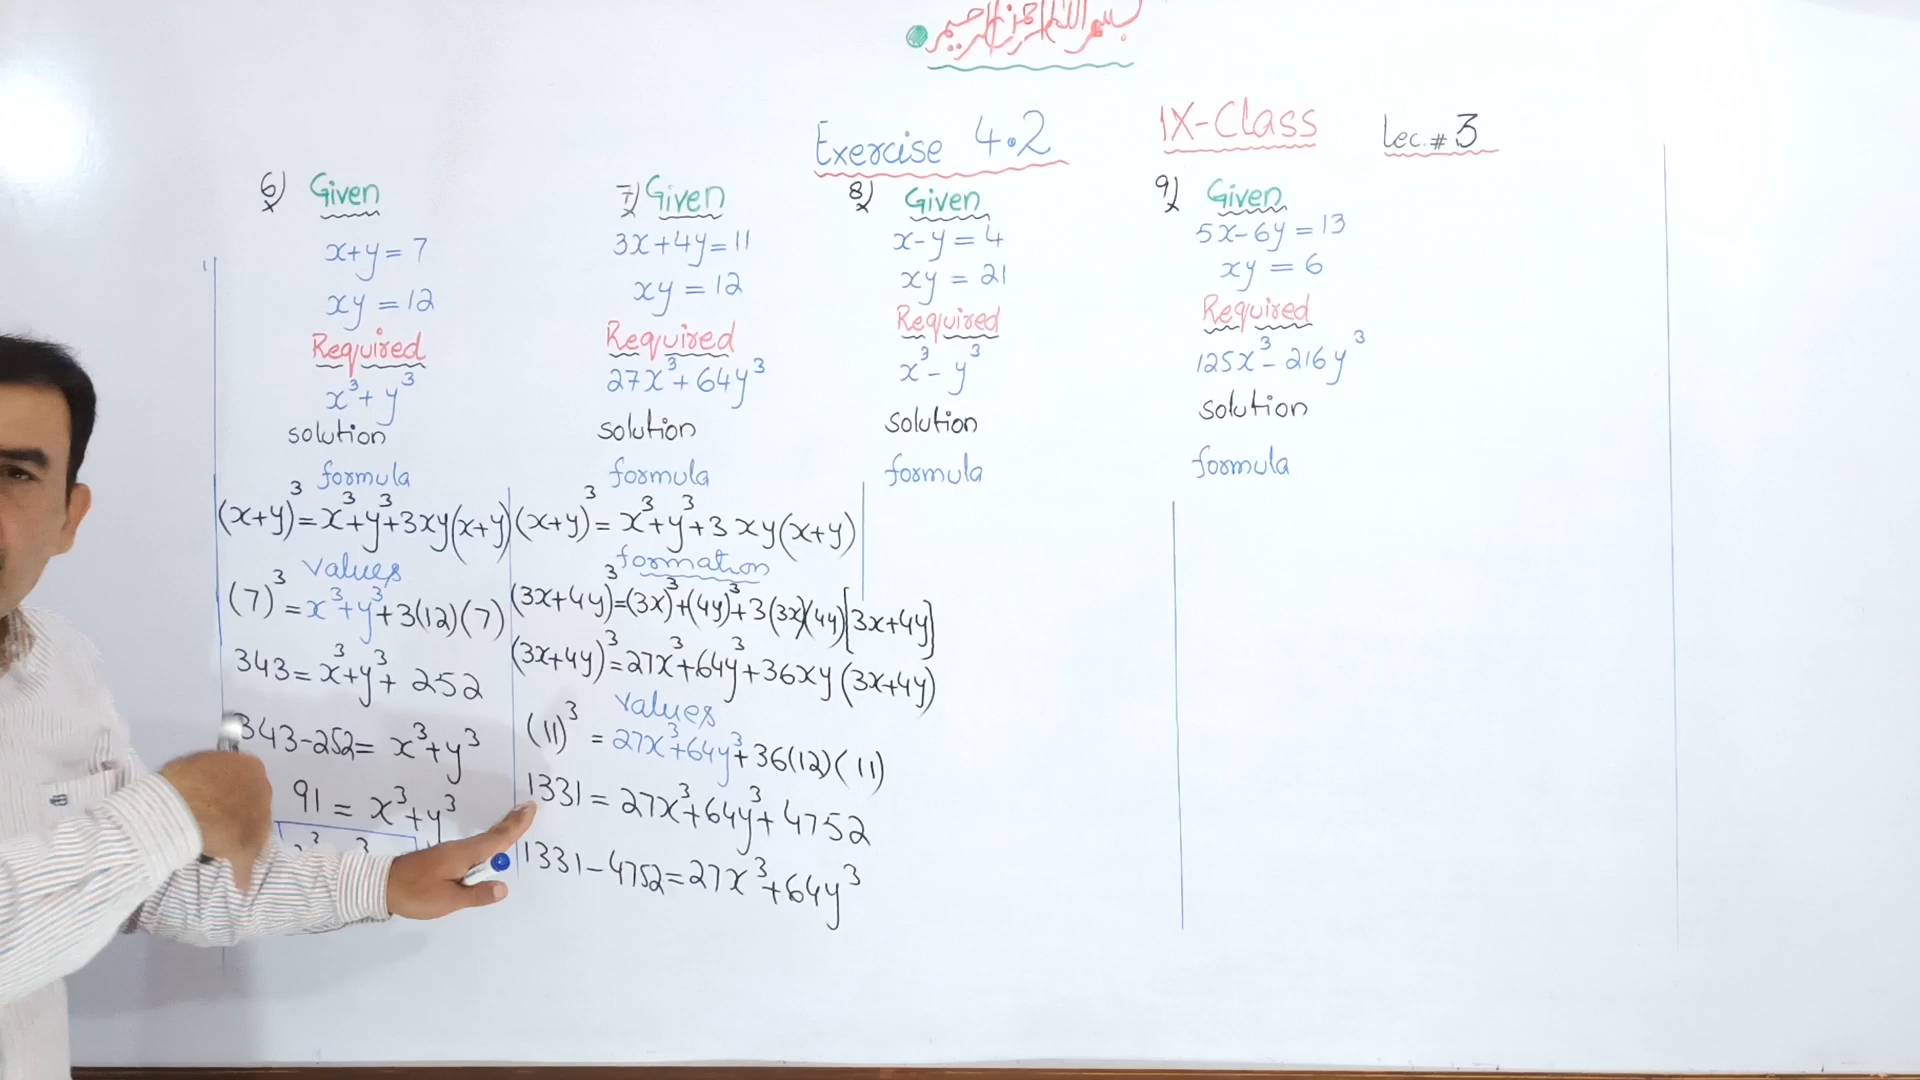 بسم الله الرحمن الرحيم
Exercise 4.2
IX-Class
Lec.# 3
6) Given
x+y = 7
xy = 12
Required
x³+y³
solution
formula
(x+y)³ = x³+y³+3xy(x+y)
values
(7)³ = x³+y³+3(12)(7)
343 = x³+y³+ 252
343-252 = x³+y³
91 = x³+y³
7) Given
3x+4y = 11
xy = 12
Required
27x³+64y³
solution
formula
(x+y)³ = x³+y³+3xy(x+y)
formation
(3x+4y)³=(3x)³+(4y)³+3(3x)(4y)[3x+4y]
(3x+4y)³=27x³+64y³+36xy(3x+4y)
values
(11)³ = 27x³+64y³+36(12)(11)
1331 = 27x³+64y³+4752
1331-4752=27x³+64y³
8) Given
x-y = 4
xy = 21
Required
x³-y³
solution
formula
9) Given
5x-6y = 13
xy = 6
Required
125x³-216y³
solution
formula